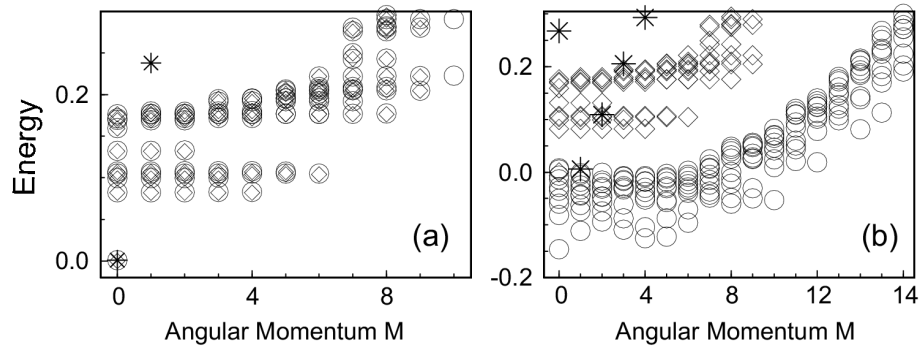 Energy
0.2
0.0
(a)
0 4 8
Angular Momentum M
0.2
0.0
-0.2
(b)
0 4 8 12 14
Angular Momentum M